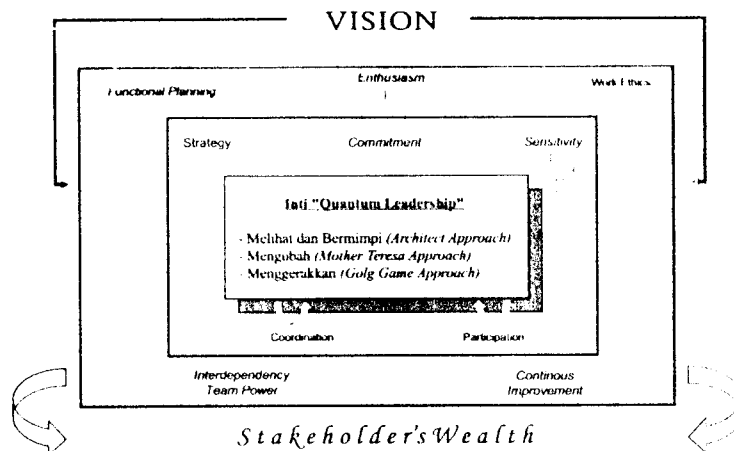 VISION
Enthusiasm
Functional Planning
Work Ethics
Strategy
Commitment
Sensitivity
Inti "Quantum Leadership"
- Melihat dan Bermimpi (Architect Approach)
- Mengubah (Mother Teresa Approach)
- Menggerakkan (Golg Game Approach)
Coordination
Participation
Interdependency
Team Power
Continous
Improvement
Stakeholder's Wealth